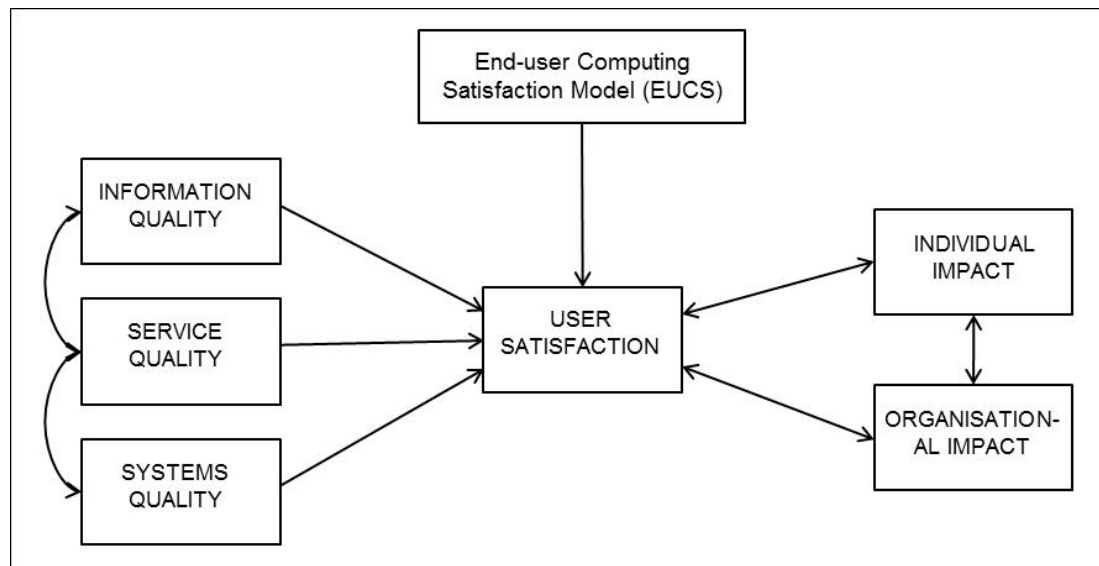 End-user Computing
Satisfaction Model (EUCS)
INFORMATION
QUALITY
SERVICE
QUALITY
SYSTEMS
QUALITY
USER
SATISFACTION
INDIVIDUAL
IMPACT
ORGANISATION-
AL IMPACT